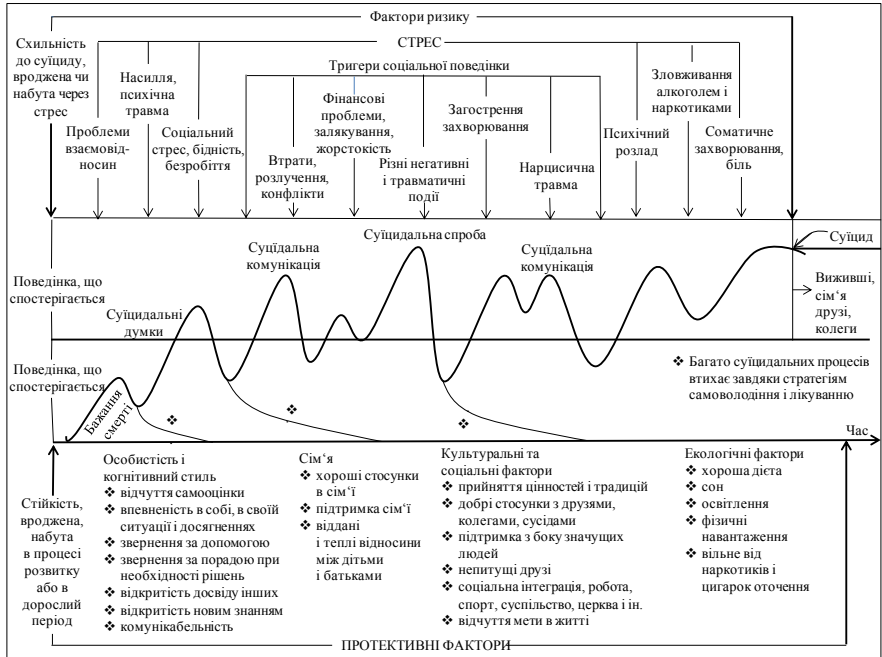 Фактори ризику
СТРЕС
Схильність
до суїциду,
вроджена чи
набута через
стрес
Проблеми
взаємовід-
носин
Насилля,
психічна
травма
Соціальний
стрес, бідність,
безробіття
Тригери соціальної поведінки
Втрати,
розлучення,
конфлікти
Фінансові
проблеми,
залякування,
жорстокість
Різні негативні
і травматичні
події
Загострення
захворювання
Нарцисична
травма
Психічний
розлад
Зловживання
алкоголем і
наркотиками
Соматичне
захворювання,
біль
Поведінка, що
спостерігається
Суїцидальні
думки
Суцїдальна
комунікація
Суїцидальна спроба
Суцїдальна
комунікація
Суїцид
Виживші,
сім‘я
друзі,
колеги
Поведінка, що
спостерігається
Бажання
смерті
❖ Багато суїцидальних процесів
втихає завдяки стратегіям
самоволодіння і лікуванню
Час
Стійкість,
вроджена,
набута
в процесі
розвитку
або в
дорослий
період
Особистість і
когнітивний стиль
❖ відчуття самооцінки
❖ впевненість в собі, в своїй
ситуації і досягненнях
❖ звернення за допомогою
❖ звернення за порадою при
необхідності рішень
❖ відкритість досвіду інших
❖ відкритість новим знанням
❖ комунікабельність
Сім‘я
❖ хороші стосунки
в сім‘ї
❖ підтримка сім‘ї
❖ віддані
і теплі відносини
між дітьми
і батьками
Культуральні та
соціальні фактори
❖ прийняття цінностей і традицій
❖ добрі стосунки з друзями,
колегами, сусідами
❖ підтримка з боку значущих
людей
❖ непитущі друзі
❖ соціальна інтеграція, робота,
спорт, суспільство, церква і ін.
❖ відчуття мети в житті
Екологічні фактори
❖ хороша дієта
❖ сон
❖ освітлення
❖ фізичні
навантаження
❖ вільне від
наркотиків і
цигарок оточення
ПРОТЕКТИВНІ ФАКТОРИ